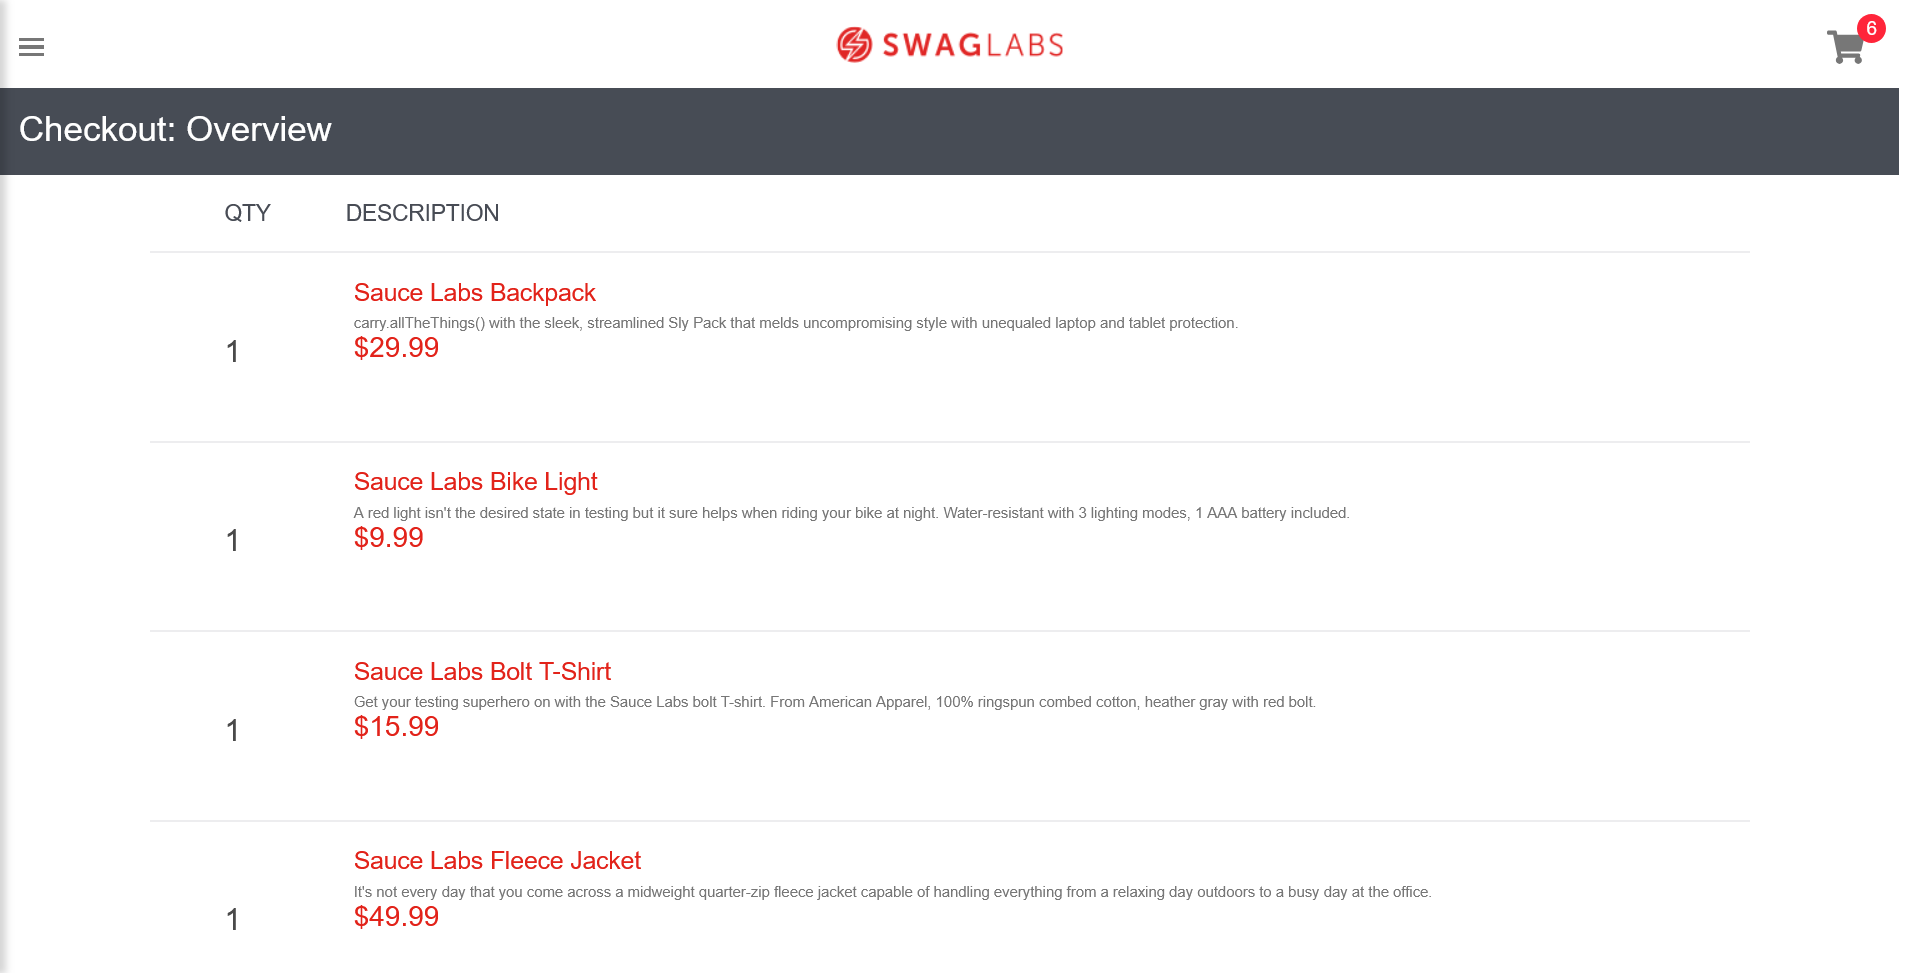 SWAGLABS
6
Checkout: Overview
QTY DESCRIPTION
Sauce Labs Backpack
carry.allTheThings() with the sleek, streamlined Sly Pack that melds uncompromising style with unequaled laptop and tablet protection.
1
$29.99
Sauce Labs Bike Light
A red light isn't the desired state in testing but it sure helps when riding your bike at night. Water-resistant with 3 lighting modes, 1 AAA battery included.
1
$9.99
Sauce Labs Bolt T-Shirt
Get your testing superhero on with the Sauce Labs bolt T-shirt. From American Apparel, 100% ringspun combed cotton, heather gray with red bolt.
1
$15.99
Sauce Labs Fleece Jacket
It's not every day that you come across a midweight quarter-zip fleece jacket capable of handling everything from a relaxing day outdoors to a busy day at the office.
1
$49.99